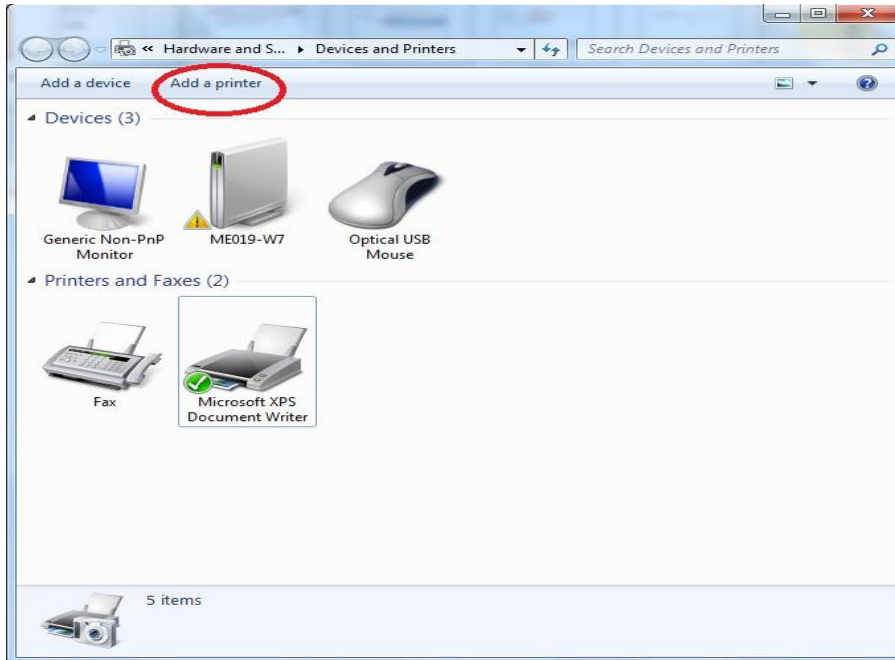 « Hardware and S... ▸ Devices and Printers
Search Devices and Printers
Add a device
Add a printer
Devices (3)
Generic Non-PnP
Monitor
ME019-W7
Optical USB
Mouse
Printers and Faxes (2)
Fax
Microsoft XPS
Document Writer
5 items